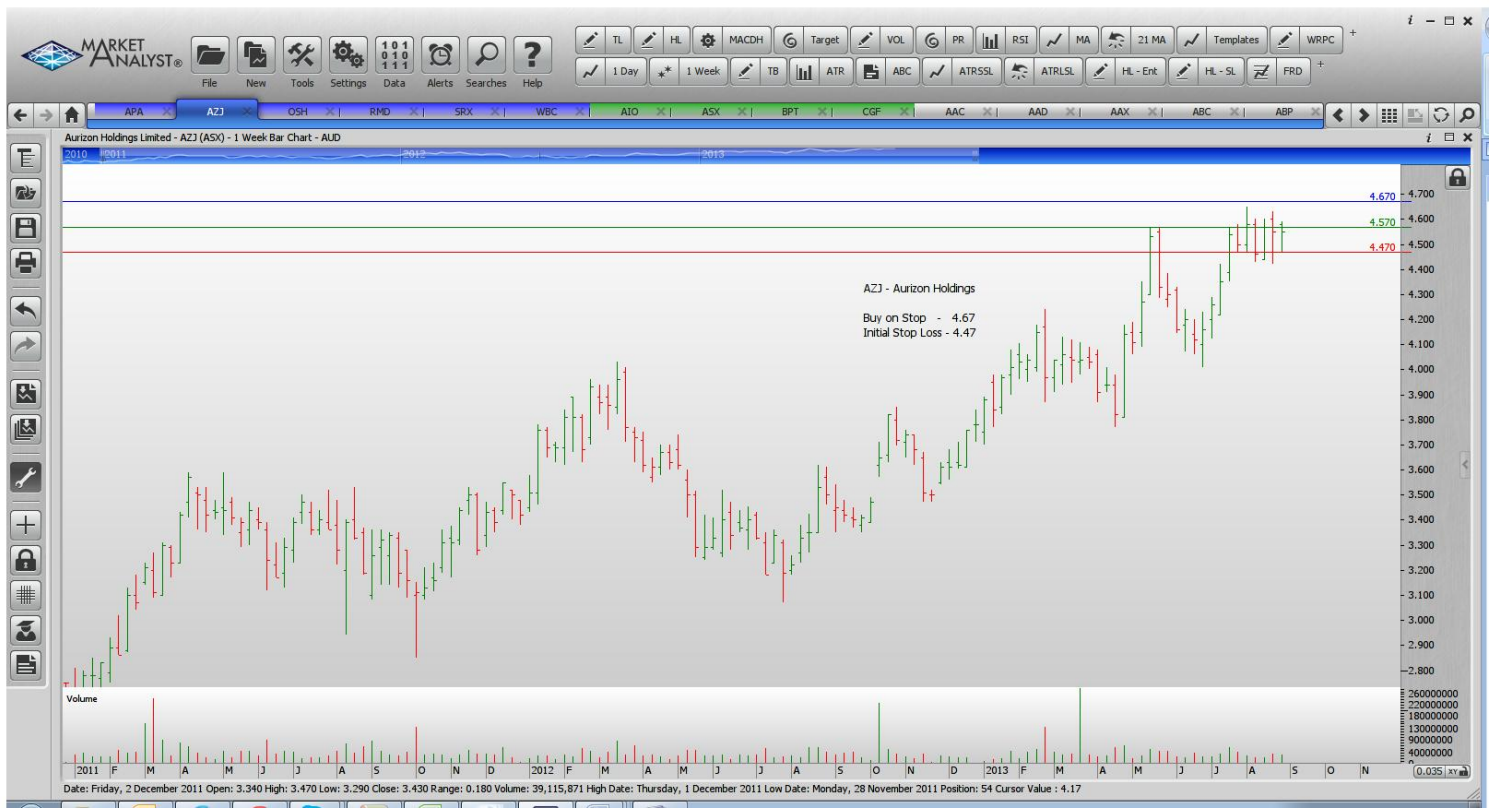 MARKET
ANALYST®
File New Tools Settings Data Alerts Searches Help
TL HL MACDH Target VOL PR RSI MA 21 MA Templates WRPC +
1 Day 1 Week TB ATR ABC ATRSSL ATRLSL HL - Ent HL - SL FRD +
APA AZJ OSH RMD SRX WBC AIO ASX BPT CGF AAC AAD AAX ABC ABP
Aurizon Holdings Limited - AZJ (ASX) - 1 Week Bar Chart - AUD
2010 2011 2012 2013
4.670
4.570
4.470
4.700
4.600
4.500
4.400
4.300
4.200
4.100
4.000
3.900
3.800
3.700
3.600
3.500
3.400
3.300
3.200
3.100
3.000
2.900
2.800
AZJ - Aurizon Holdings
Buy on Stop - 4.67
Initial Stop Loss - 4.47
Volume
260000000
220000000
180000000
130000000
90000000
40000000
2011 F M A M J J A S O N D 2012 F M A M J J A S O N D 2013 F M A M J J A S O N
0.035 XY
Date: Friday, 2 December 2011 Open: 3.340 High: 3.470 Low: 3.290 Close: 3.430 Range: 0.180 Volume: 39,115,871 High Date: Thursday, 1 December 2011 Low Date: Monday, 28 November 2011 Position: 54 Cursor Value : 4.17